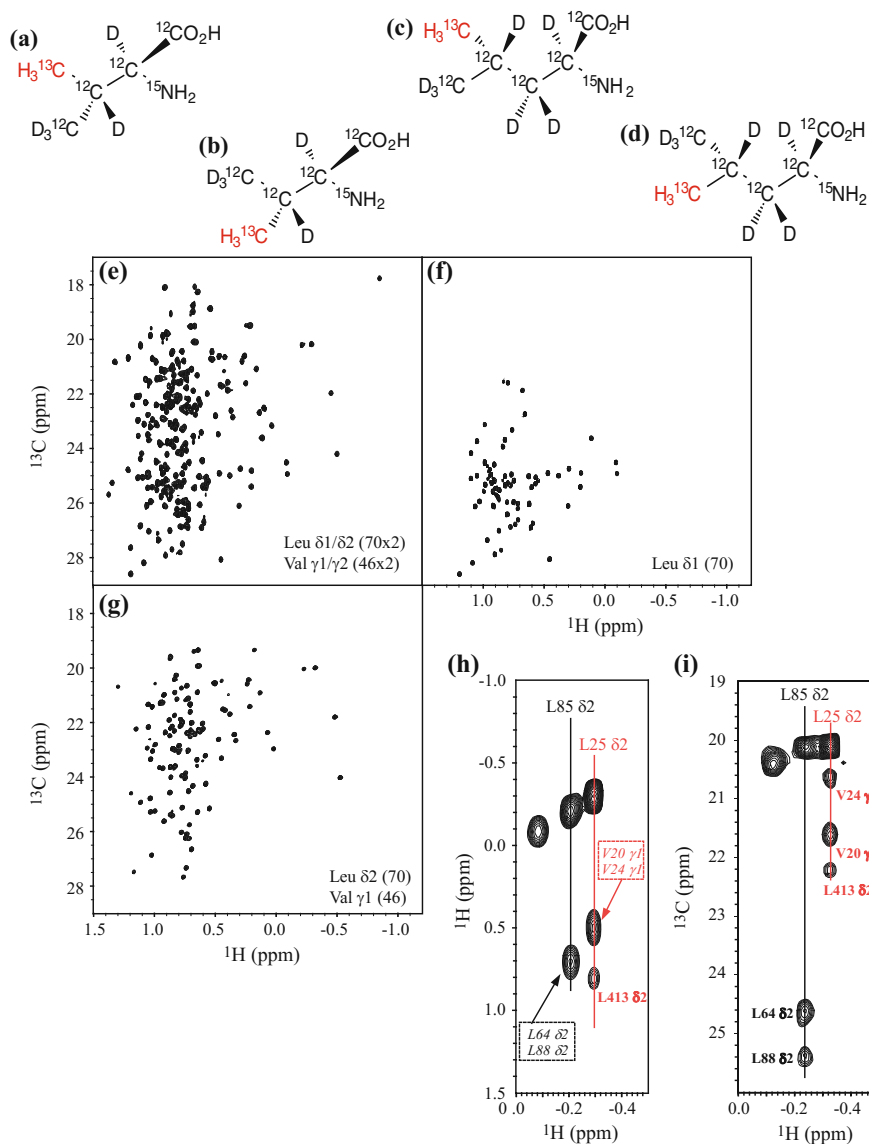 (a)
D
12CO2H
H3 13C
12C
12C
15NH2
D3 12C
D
(b)
D
12CO2H
D3 12C
12C
12C
15NH2
H3 13C
D
(c)
H3 13C
D
D
12CO2H
12C
12C
D3 12C
12C
15NH2
D
D
(d)
D3 12C
D
D
12CO2H
12C
12C
H3 13C
12C
15NH2
D
D
(e)
18
20
22
24
26
28
13C (ppm)
Leu δ1/δ2 (70x2)
Val γ1/γ2 (46x2)
(f)
Leu δ1 (70)
1.0 0.5 0.0 -0.5 -1.0
1H (ppm)
(g)
20
22
24
26
28
13C (ppm)
Leu δ2 (70)
Val γ1 (46)
1.5 1.0 0.5 0.0 -0.5 -1.0
1H (ppm)
(h)
-1.0
-0.5
0.0
0.5
1.0
1.5
1H (ppm)
L85 δ2
L25 δ2
V20 γ1
V24 γ1
L413 δ2
L64 δ2
L88 δ2
0.0 -0.2 -0.4
1H (ppm)
(i)
19
20
21
22
23
24
25
13C (ppm)
L85 δ2
L25 δ2
V24 γ
V20 γ
L413 δ2
L64 δ2
L88 δ2
0.0 -0.2 -0.4
1H (ppm)